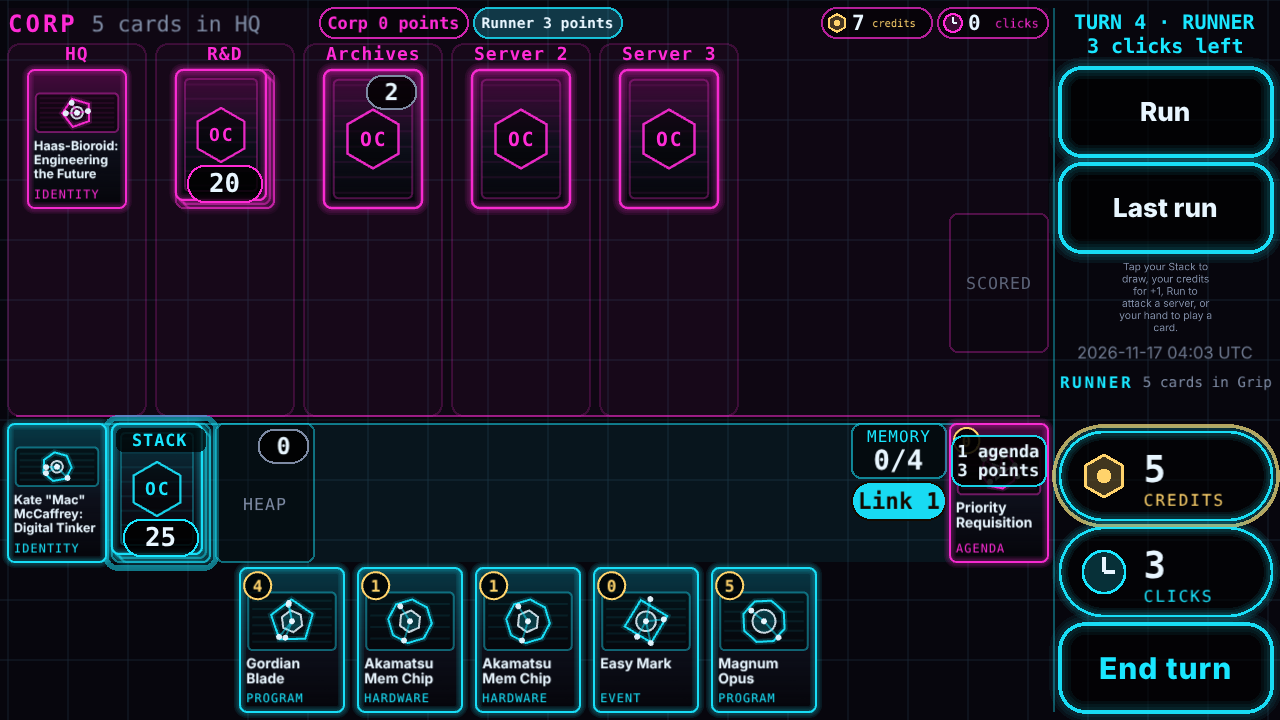 CORP 5 cards in HQ
Corp 0 points
Runner 3 points
7 credits
0 clicks
TURN 4 · RUNNER
3 clicks left
HQ
R&D
Archives
Server 2
Server 3
Haas-Bioroid:
Engineering
the Future
IDENTITY
OC
20
2
OC
OC
OC
SCORED
Run
Last run
Tap your Stack to
draw, your credits
for +1, Run to
attack a server, or
your hand to play a
card.
2026-11-17 04:03 UTC
RUNNER 5 cards in Grip
Kate "Mac"
McCaffrey:
Digital Tinker
IDENTITY
STACK
OC
25
0
HEAP
MEMORY
0/4
Link 1
1 agenda
3 points
Priority
Requisition
AGENDA
5
CREDITS
3
CLICKS
End turn
4
Gordian
Blade
PROGRAM
1
Akamatsu
Mem Chip
HARDWARE
1
Akamatsu
Mem Chip
HARDWARE
0
Easy Mark
EVENT
5
Magnum
Opus
PROGRAM